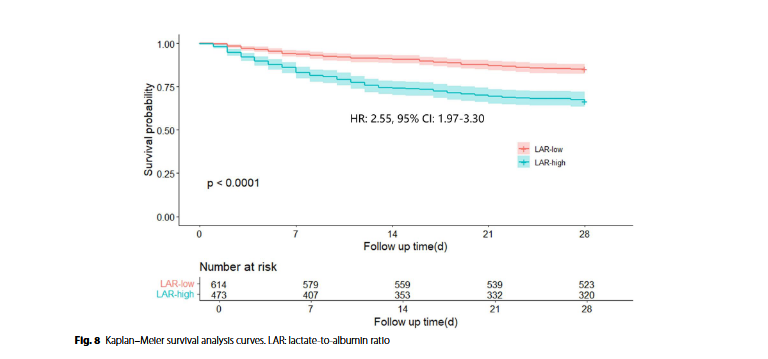 1.00
0.75
0.50
0.25
0.00
Survival probability
HR: 2.55, 95% CI: 1.97-3.30
LAR-low
LAR-high
p < 0.0001
0 7 14 21 28
Follow up time(d)
Number at risk
LAR-low 614 579 559 539 523
LAR-high 473 407 353 332 320
0 7 14 21 28
Follow up time(d)
Fig. 8 Kaplan–Meier survival analysis curves. LAR: lactate-to-albumin ratio